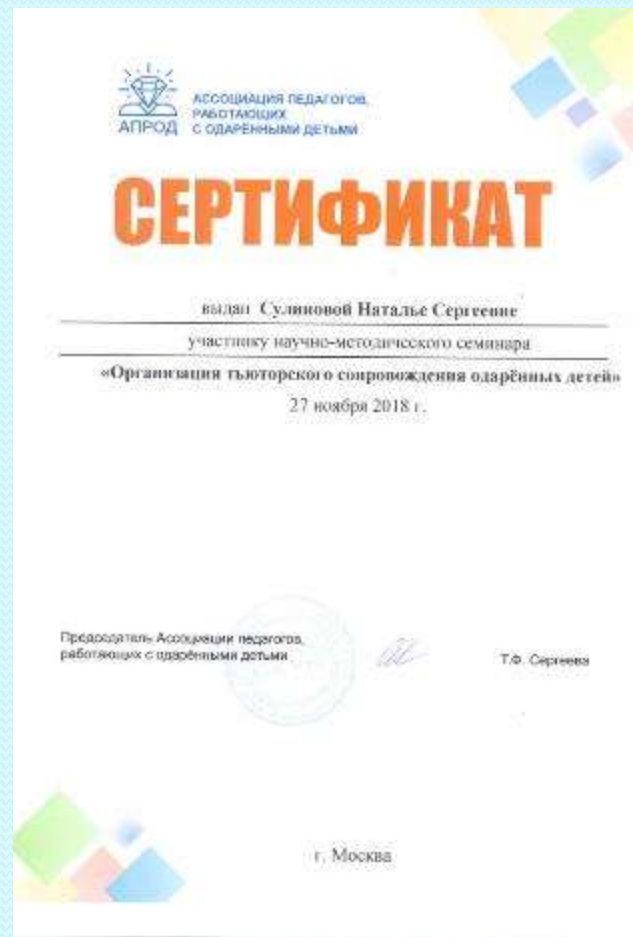 АССОЦИАЦИЯ ПЕДАГОГОВ,
РАБОТАЮЩИХ
АПРОД С ОДАРЁННЫМИ ДЕТЬМИ
СЕРТИФИКАТ
выдан Сулиновой Наталье Сергеевне
участнику научно-методического семинара
«Организация тьюторского сопровождения одарённых детей»
27 ноября 2018 г.
Председатель Ассоциации педагогов,
работающих с одарёнными детьми
Т.Ф. Сергеева
г. Москва